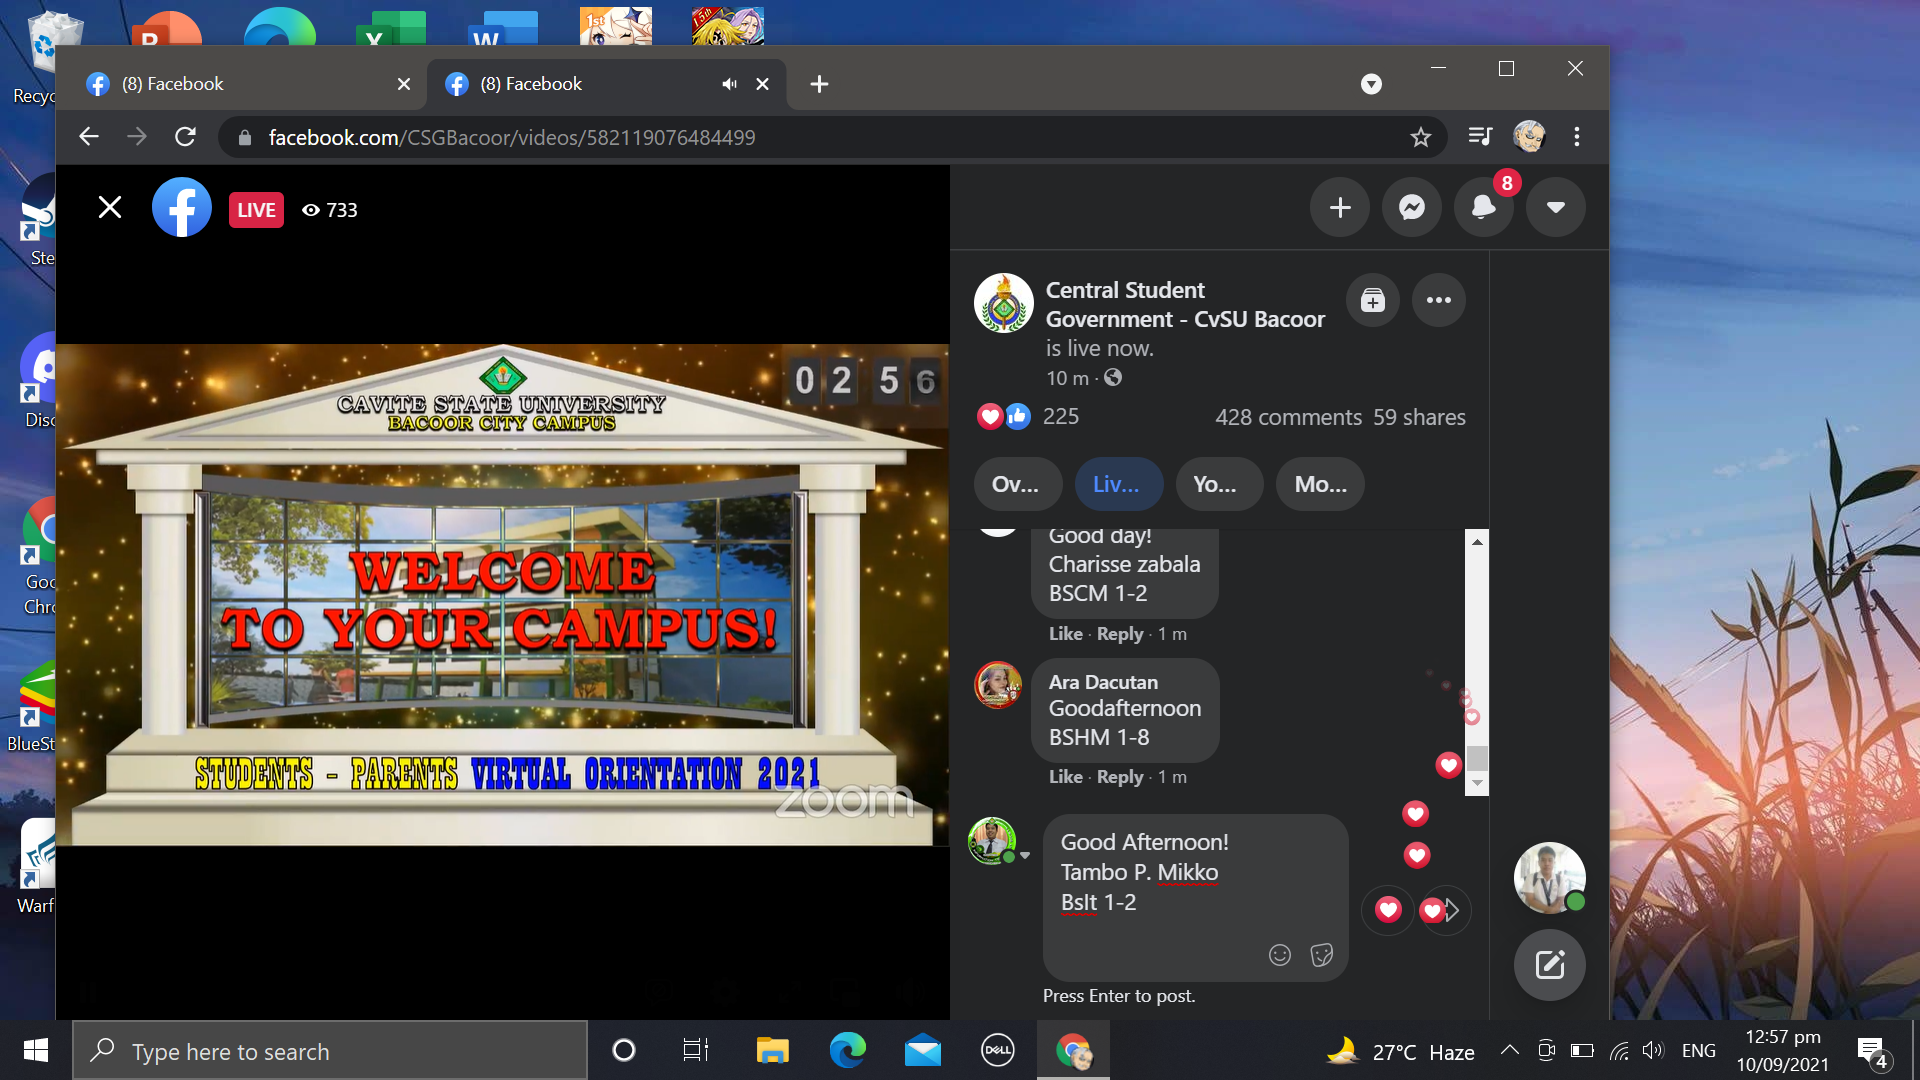 1st
15th
Recyc
(8) Facebook
(8) Facebook
facebook.com/CSGBacoor/videos/582119076484499
LIVE
733
8
Central Student
Government - CvSU Bacoor
is live now.
10 m ·
225
428 comments 59 shares
Ov...
Liv...
Yo...
Mo...
02 56
CAVITE STATE UNIVERSITY
BACOOR CITY CAMPUS
WELCOME
TO YOUR CAMPUS!
STUDENTS - PARENTS VIRTUAL ORIENTATION 2021
zoom
Good day!
Charisse zabala
BSCM 1-2
Like · Reply · 1 m
Ara Dacutan
Goodafternoon
BSHM 1-8
Like · Reply · 1 m
Good Afternoon!
Tambo P. Mikko
BsIt 1-2
Press Enter to post.
Ste
Disc
Goo
Chro
BlueSt
Warf
Type here to search
DELL
27°C Haze
ENG
12:57 pm
10/09/2021
4